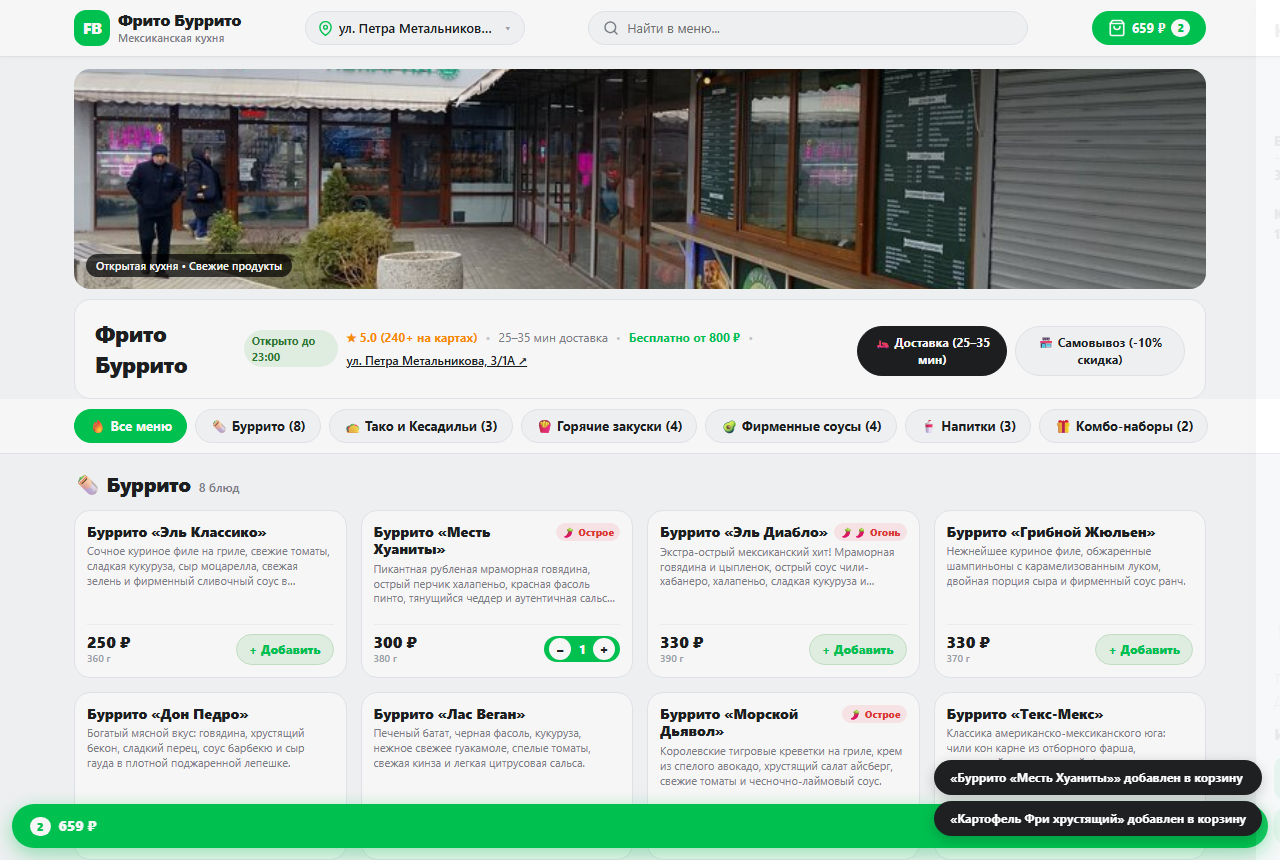 FB
Фрито Буррито
Мексиканская кухня
ул. Петра Метальников...
Найти в меню...
659 ₽ 2
Открытая кухня • Свежие продукты
Фрито
Буррито
Открыто до
23:00
★ 5.0 (240+ на картах) • 25–35 мин доставка • Бесплатно от 800 ₽ •
ул. Петра Метальникова, 3/1А ↗
Доставка (25–35
мин)
Самовывоз (-10%
скидка)
Все меню
Буррито (8)
Тако и Кесадильи (3)
Горячие закуски (4)
Фирменные соусы (4)
Напитки (3)
Комбо-наборы (2)
Буррито 8 блюд
Буррито «Эль Классико»
Сочное куриное филе на гриле, свежие томаты,
сладкая кукуруза, сыр моцарелла, свежая
зелень и фирменный сливочный соус в...
250 ₽
360 г
+ Добавить
Буррито «Месть
Хуаниты»
Острое
Пикантная рубленая мраморная говядина,
острый перчик халапеньо, красная фасоль
пинто, тянущийся чеддер и аутентичная сальс...
300 ₽
380 г
− 1 +
Буррито «Эль Диабло»
Огонь
Экстра-острый мексиканский хит! Мраморная
говядина и цыпленок, острый соус чили-
хабанеро, халапеньо, сладкая кукуруза и...
330 ₽
390 г
+ Добавить
Буррито «Грибной Жюльен»
Нежнейшее куриное филе, обжаренные
шампиньоны с карамелизованным луком,
двойная порция сыра и фирменный соус ранч.
330 ₽
370 г
+ Добавить
Буррито «Дон Педро»
Богатый мясной вкус: говядина, хрустящий
бекон, сладкий перец, соус барбекю и сыр
гауда в плотной поджаренной лепешке.
Буррито «Лас Веган»
Печеный батат, черная фасоль, кукуруза,
нежное свежее гуакамоле, спелые томаты,
свежая кинза и легкая цитрусовая сальса.
Буррито «Морской
Дьявол»
Острое
Королевские тигровые креветки на гриле, крем
из спелого авокадо, хрустящий салат айсберг,
свежие томаты и чесночно-лаймовый соус.
Буррито «Текс-Мекс»
Классика американо-мексиканского юга:
чили кон карне из отборного фарша,
«Буррито «Месть Хуаниты»» добавлен в корзину
«Картофель Фри хрустящий» добавлен в корзину
2 659 ₽